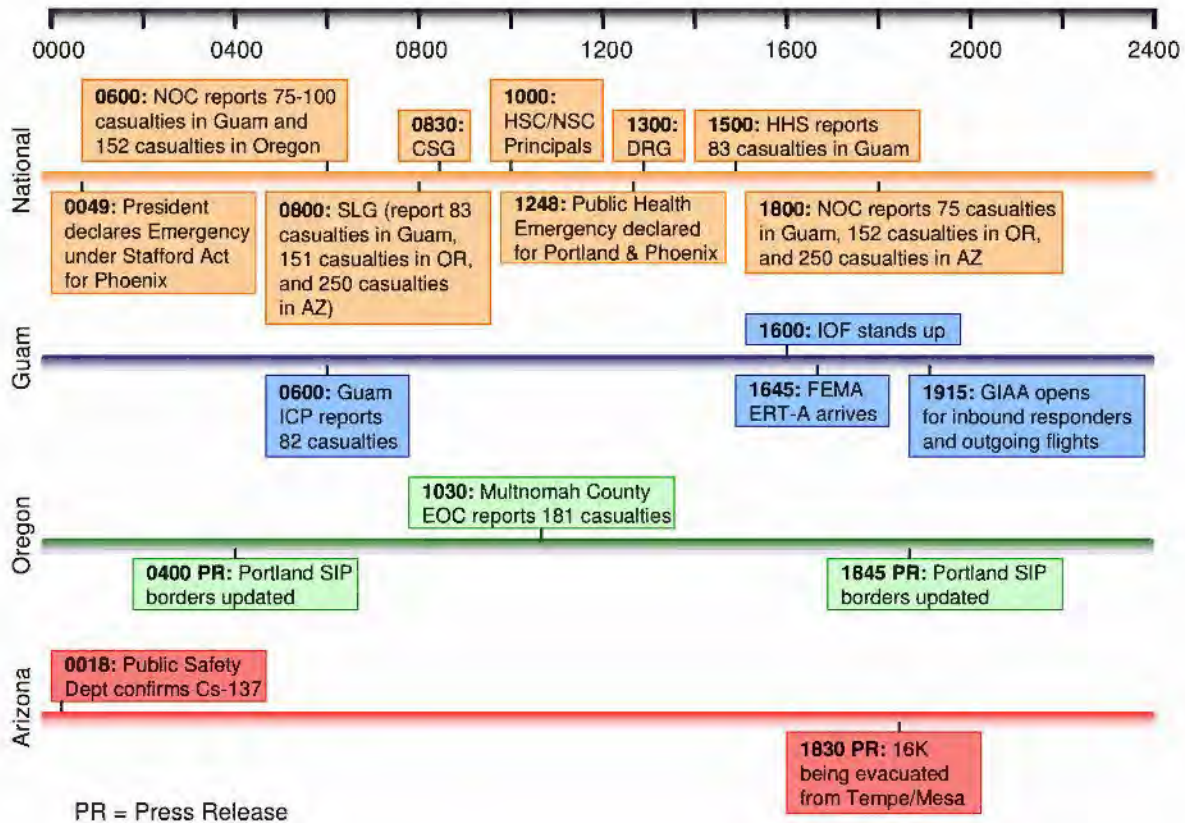 0000 0400 0800 1200 1600 2000 2400
National
0600: NOC reports 75-100
casualties in Guam and
152 casualties in Oregon
0830:
CSG
1000:
HSC/NSC
Principals
1300:
DRG
1500: HHS reports
83 casualties in Guam
0049: President
declares Emergency
under Stafford Act
for Phoenix
0800: SLG (report 83
casualties in Guam,
151 casualties in OR,
and 250 casualties
in AZ)
1248: Public Health
Emergency declared
for Portland & Phoenix
1800: NOC reports 75 casualties
in Guam, 152 casualties in OR,
and 250 casualties in AZ
Guam
1600: IOF stands up
0600: Guam
ICP reports
82 casualties
1645: FEMA
ERT-A arrives
1915: GIAA opens
for inbound responders
and outgoing flights
Oregon
1030: Multnomah County
EOC reports 181 casualties
0400 PR: Portland SIP
borders updated
1845 PR: Portland SIP
borders updated
Arizona
0018: Public Safety
Dept confirms Cs-137
1830 PR: 16K
being evacuated
from Tempe/Mesa
PR = Press Release